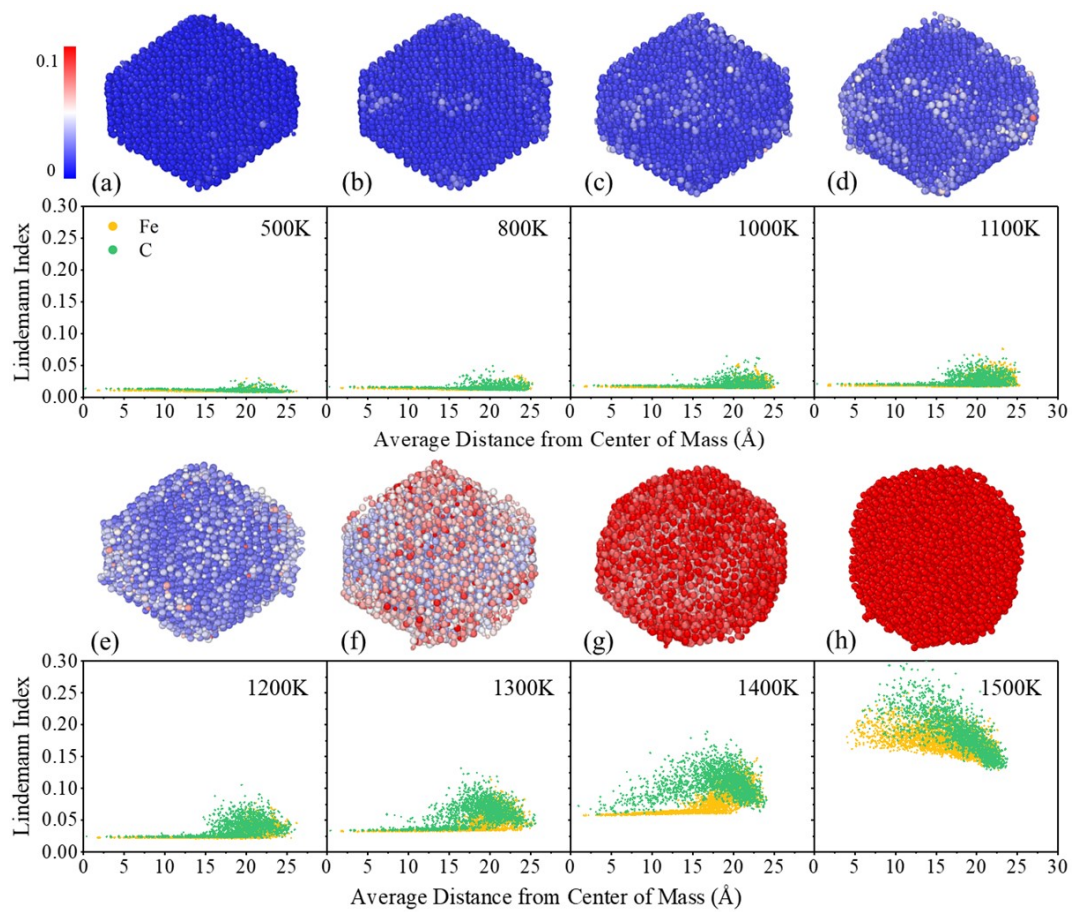 0.1
0
(a)
(b)
(c)
(d)
Lindemann Index
0.30
0.25
0.20
0.15
0.10
0.05
0.00
Fe
C
500K
800K
1000K
1100K
0 5 10 15 20 25 0 5 10 15 20 25 0 5 10 15 20 25 0 5 10 15 20 25 30
Average Distance from Center of Mass (Å)
(e)
(f)
(g)
(h)
Lindemann Index
0.30
0.25
0.20
0.15
0.10
0.05
0.00
1200K
1300K
1400K
1500K
0 5 10 15 20 25 0 5 10 15 20 25 0 5 10 15 20 25 0 5 10 15 20 25 30
Average Distance from Center of Mass (Å)